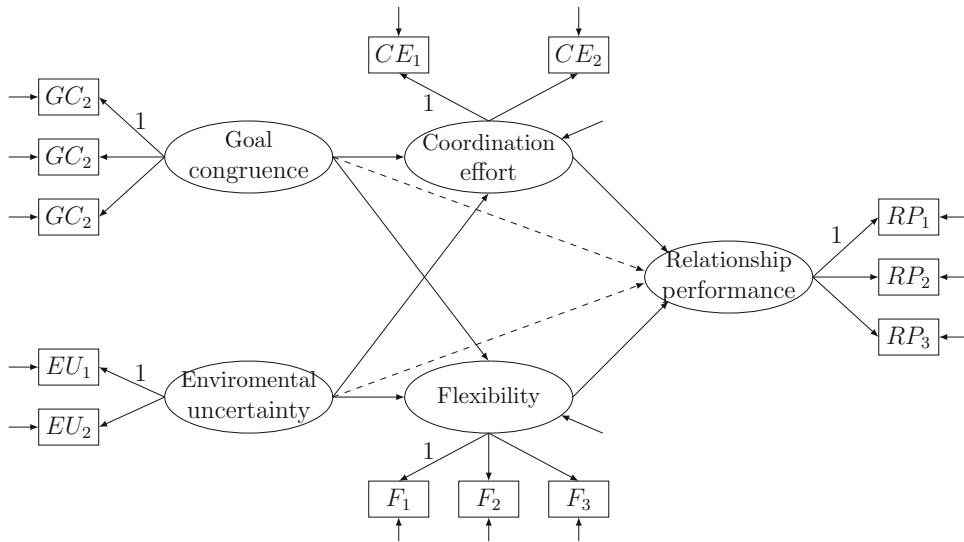 CE₁
CE₂
1
GC₂
1
GC₂
GC₂
Goal
congruence
Coordination
effort
RP₁
1
RP₂
RP₃
Relationship
performance
EU₁
1
EU₂
Enviromental
uncertainty
Flexibility
1
F₁
F₂
F₃